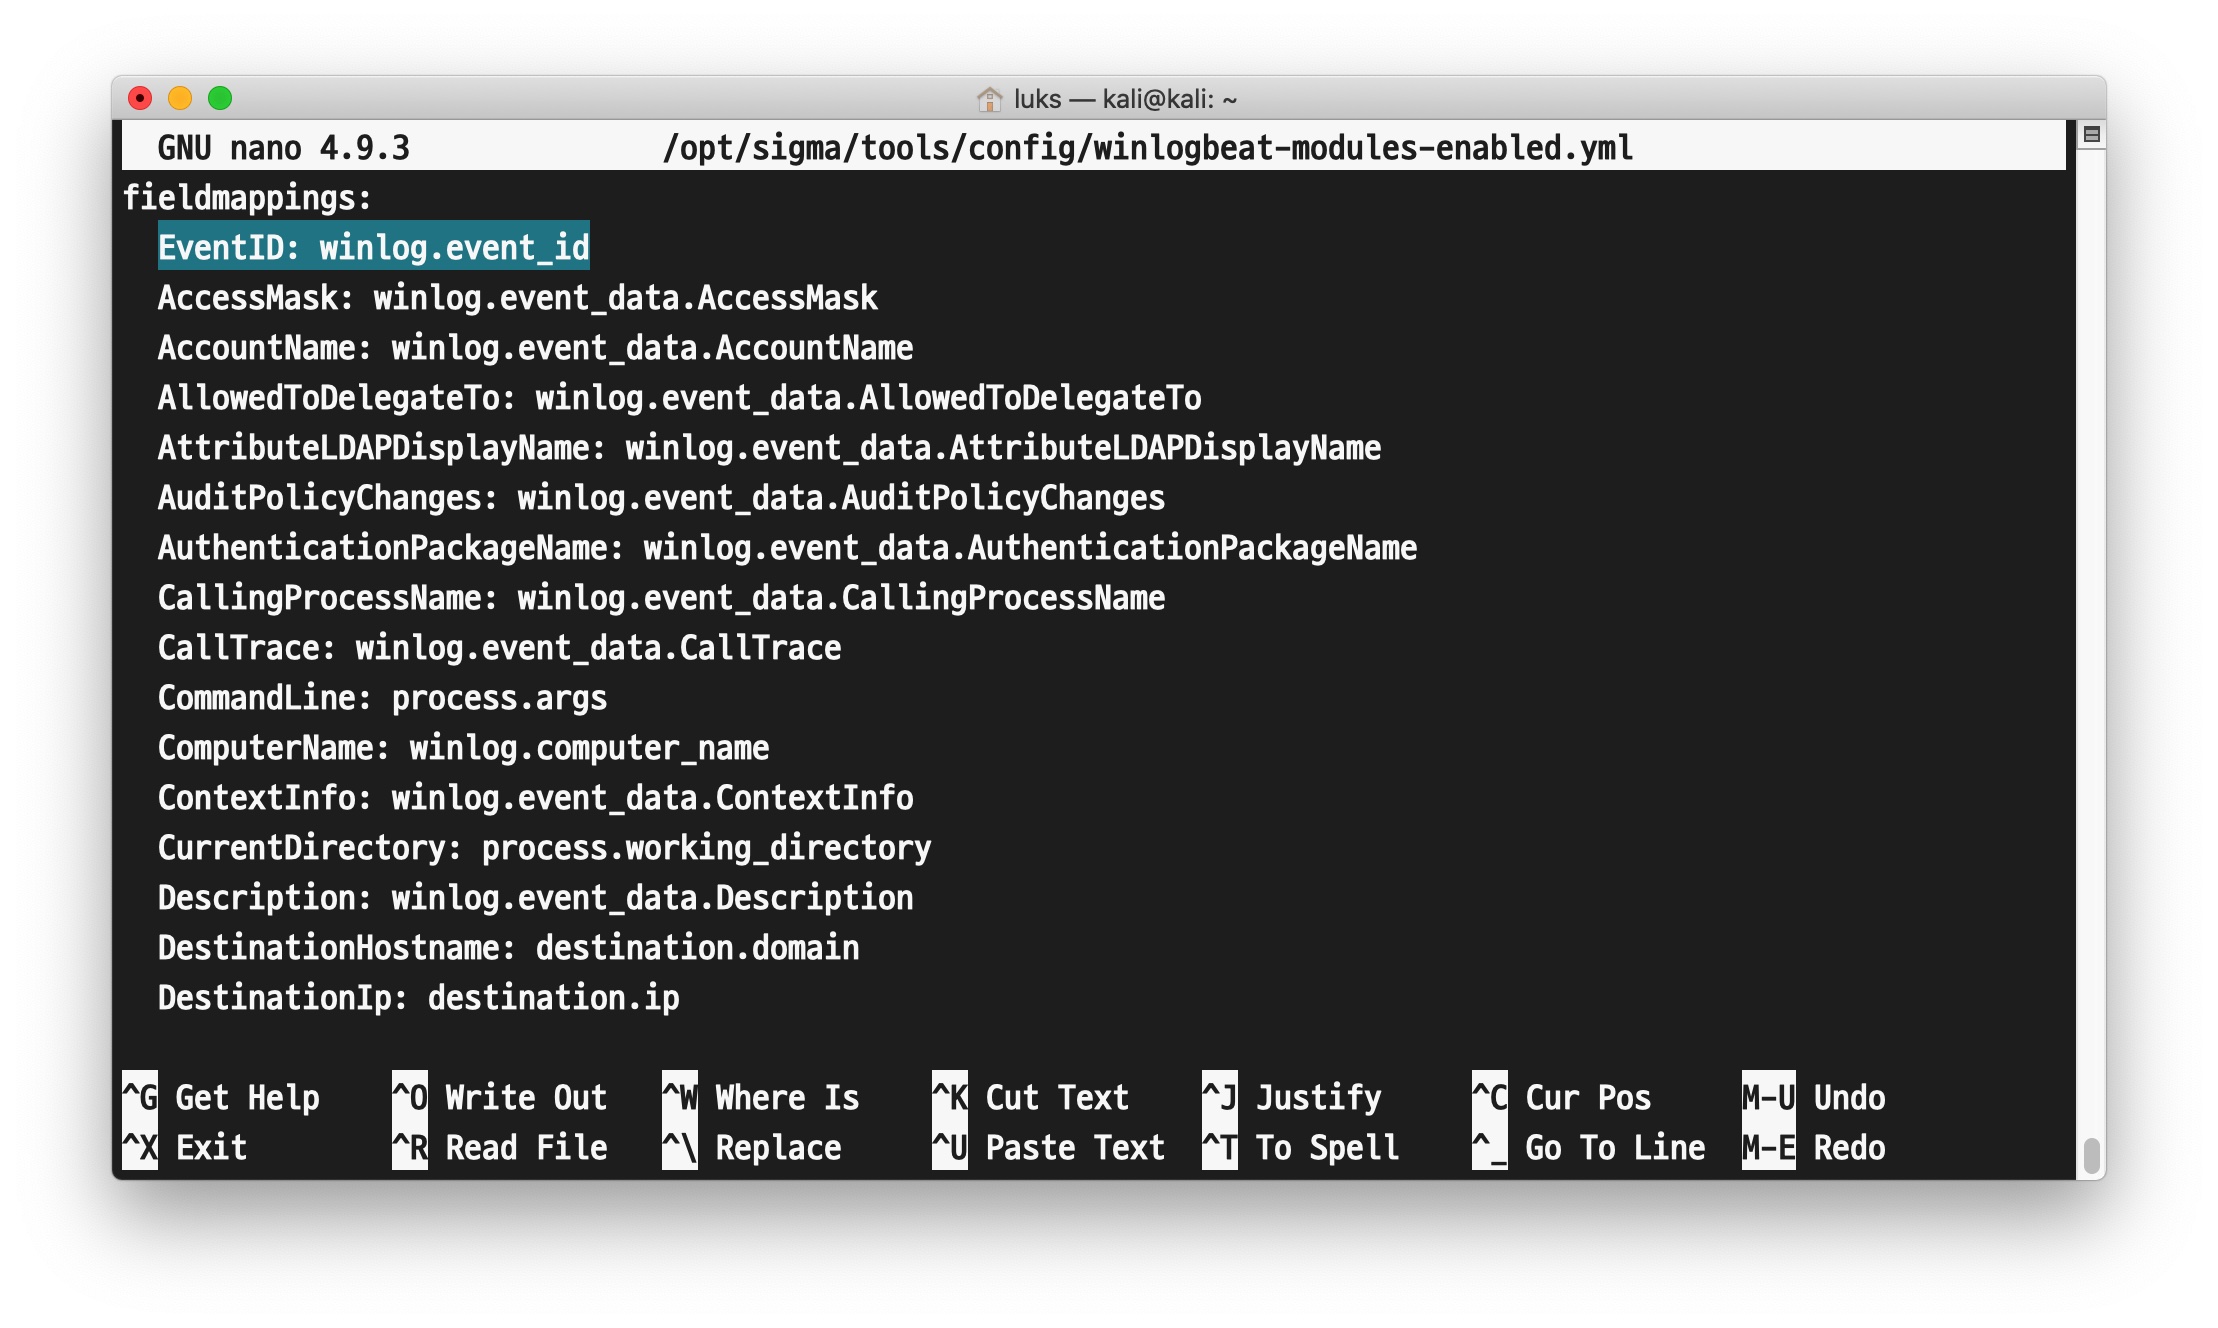 luks — kali@kali: ~
GNU nano 4.9.3 /opt/sigma/tools/config/winlogbeat-modules-enabled.yml
fieldmappings:
EventID: winlog.event_id
AccessMask: winlog.event_data.AccessMask
AccountName: winlog.event_data.AccountName
AllowedToDelegateTo: winlog.event_data.AllowedToDelegateTo
AttributeLDAPDisplayName: winlog.event_data.AttributeLDAPDisplayName
AuditPolicyChanges: winlog.event_data.AuditPolicyChanges
AuthenticationPackageName: winlog.event_data.AuthenticationPackageName
CallingProcessName: winlog.event_data.CallingProcessName
CallTrace: winlog.event_data.CallTrace
CommandLine: process.args
ComputerName: winlog.computer_name
ContextInfo: winlog.event_data.ContextInfo
CurrentDirectory: process.working_directory
Description: winlog.event_data.Description
DestinationHostname: destination.domain
DestinationIp: destination.ip
^G Get Help ^O Write Out ^W Where Is ^K Cut Text ^J Justify ^C Cur Pos M-U Undo
^X Exit ^R Read File ^\ Replace ^U Paste Text ^T To Spell ^_ Go To Line M-E Redo